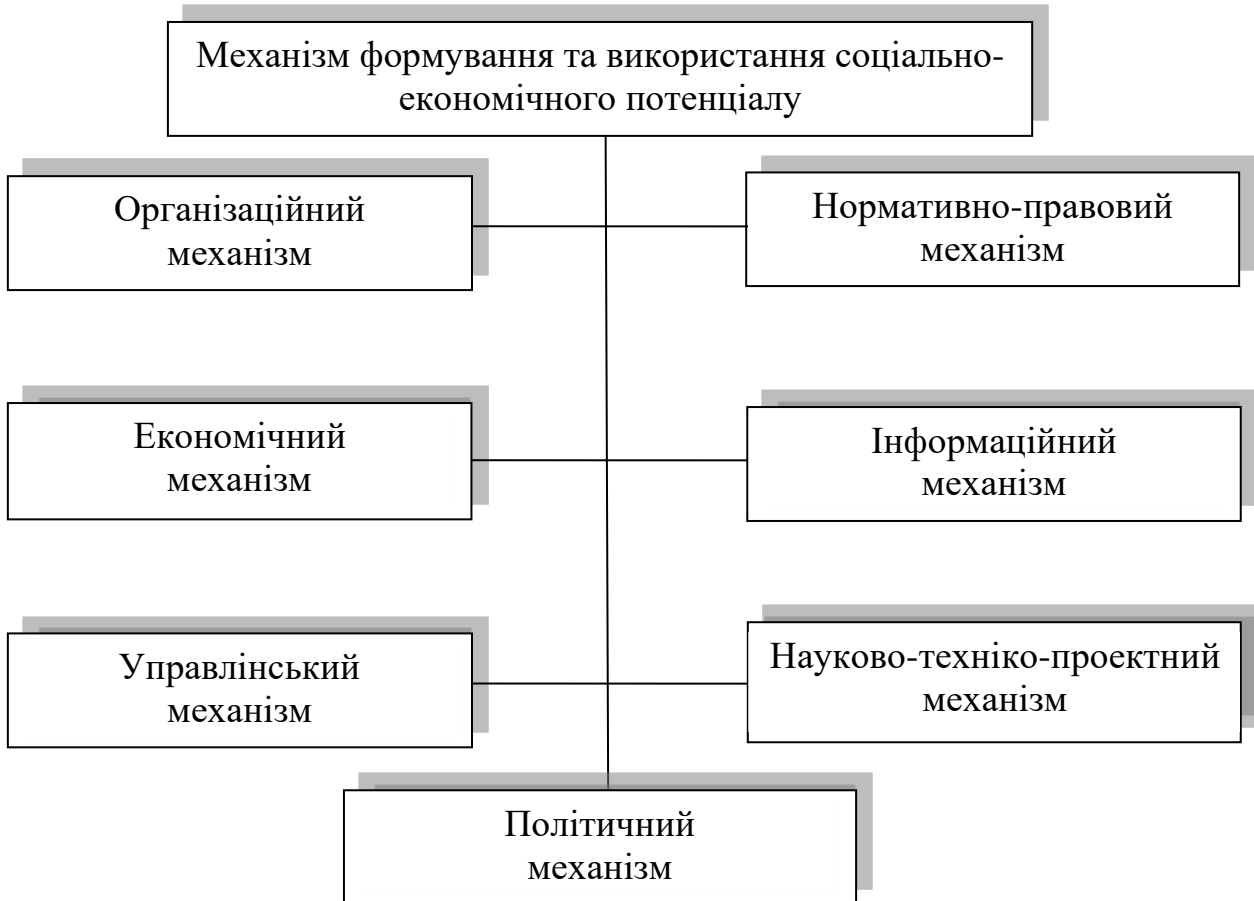 Механізм формування та використання соціально-
економічного потенціалу
Організаційний
механізм
Нормативно-правовий
механізм
Економічний
механізм
Інформаційний
механізм
Управлінський
механізм
Науково-техніко-проектний
механізм
Політичний
механізм